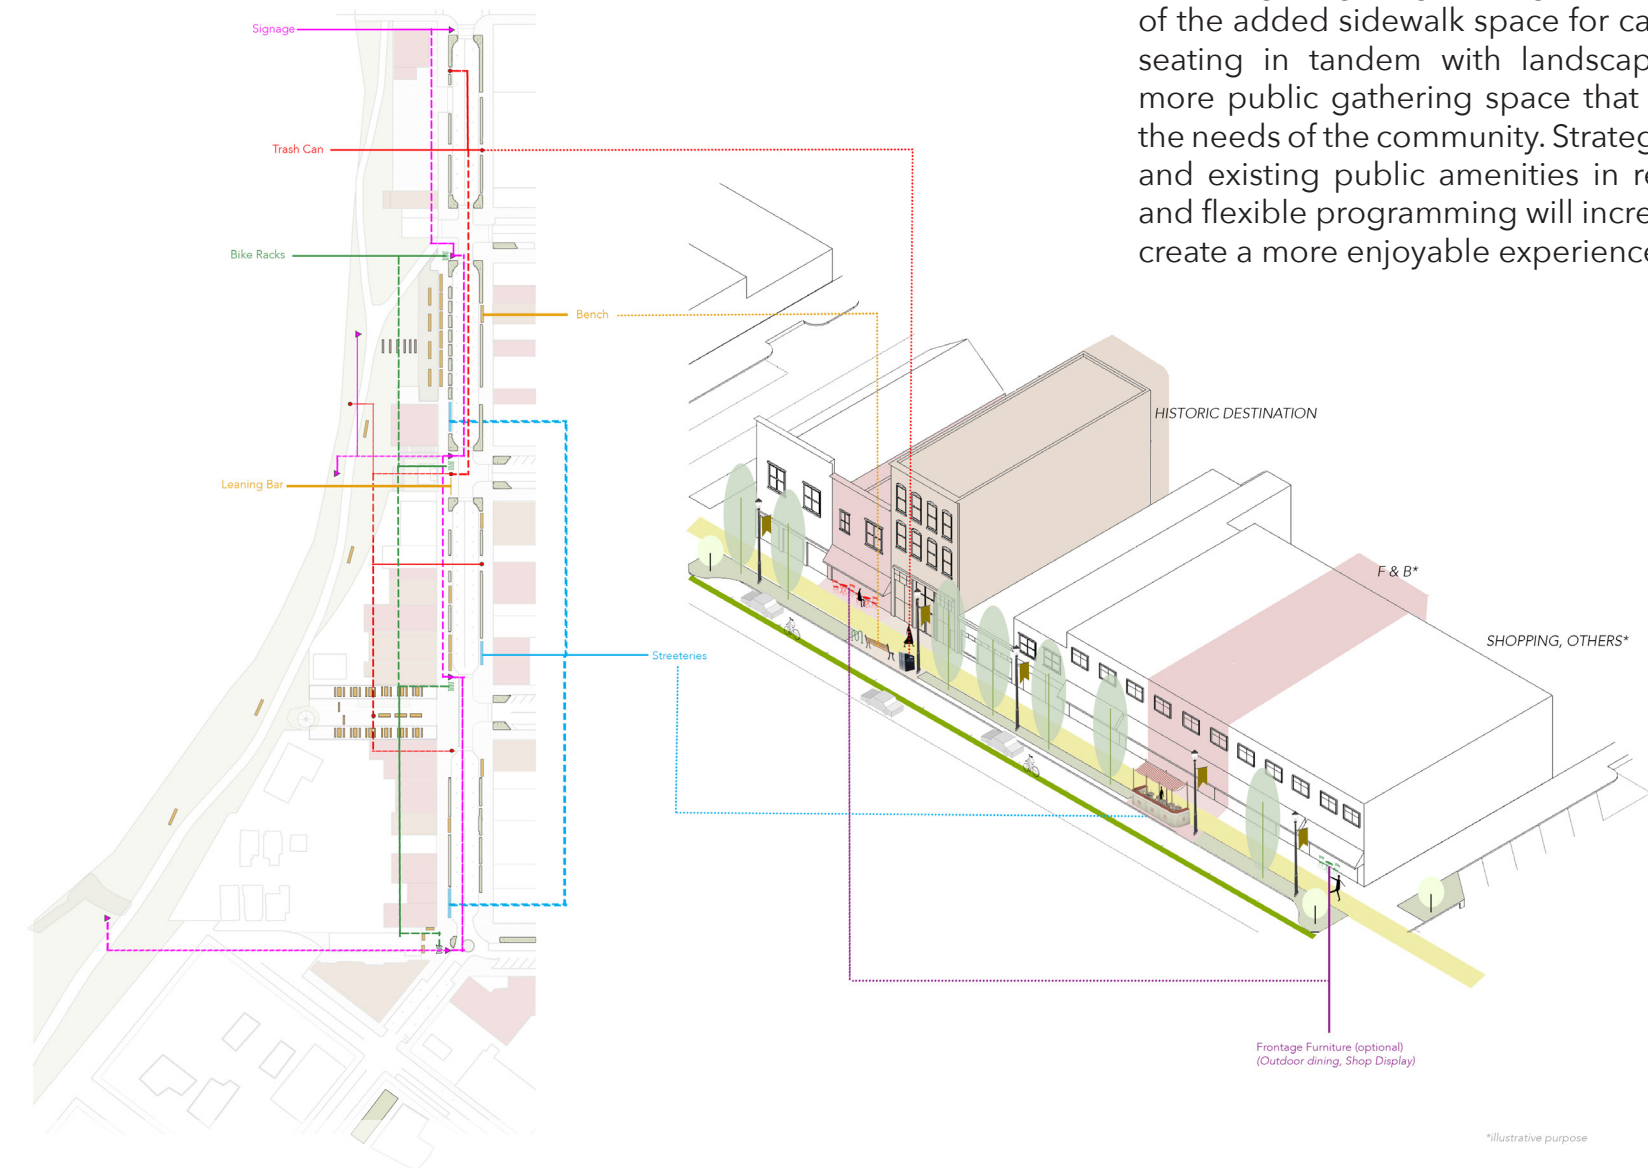 of the added sidewalk space for ca
seating in tandem with landscap
more public gathering space that
the needs of the community. Strateg
and existing public amenities in re
and flexible programming will incre
create a more enjoyable experience
Signage
Trash Can
Bike Racks
Bench
Leaning Bar
Streeteries
HISTORIC DESTINATION
F & B*
SHOPPING, OTHERS*
Frontage Furniture (optional)
(Outdoor dining, Shop Display)
*illustrative purpose